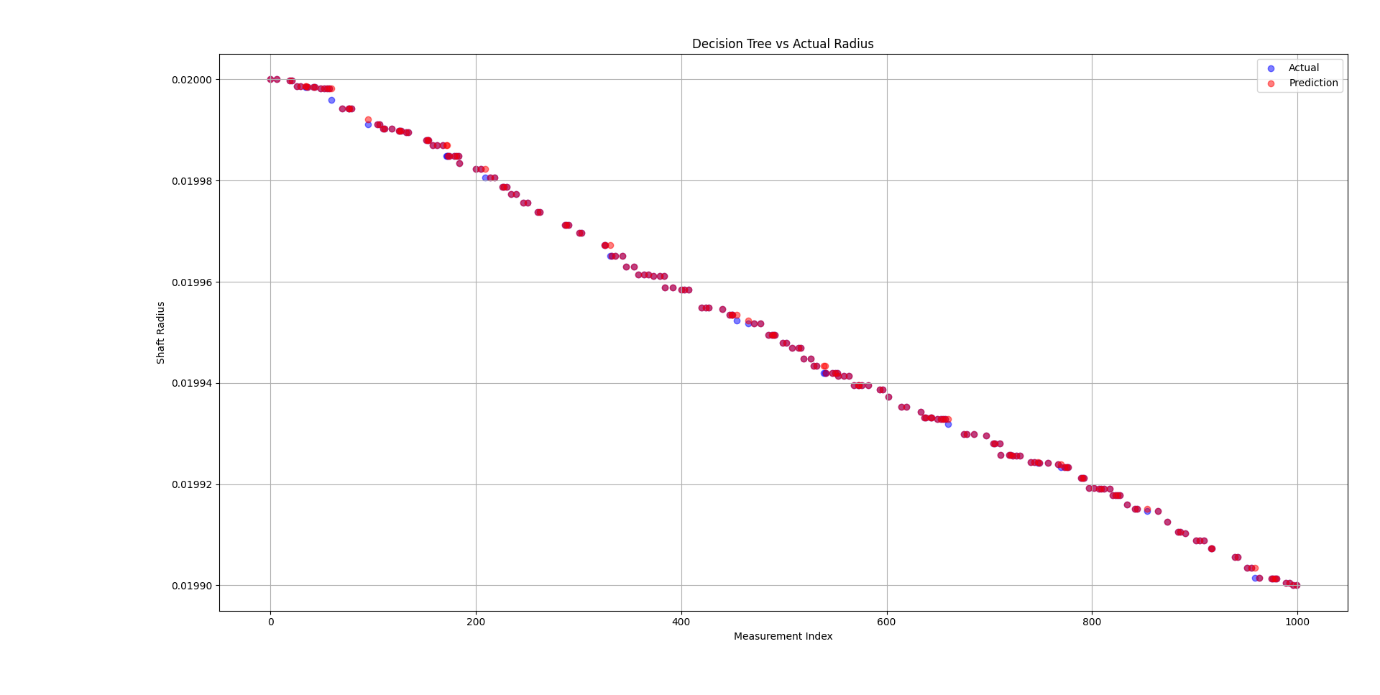 Decision Tree vs Actual Radius
Actual
Prediction
0.02000
0.01998
0.01996
0.01994
0.01992
0.01990
Shaft Radius
0 200 400 600 800 1000
Measurement Index